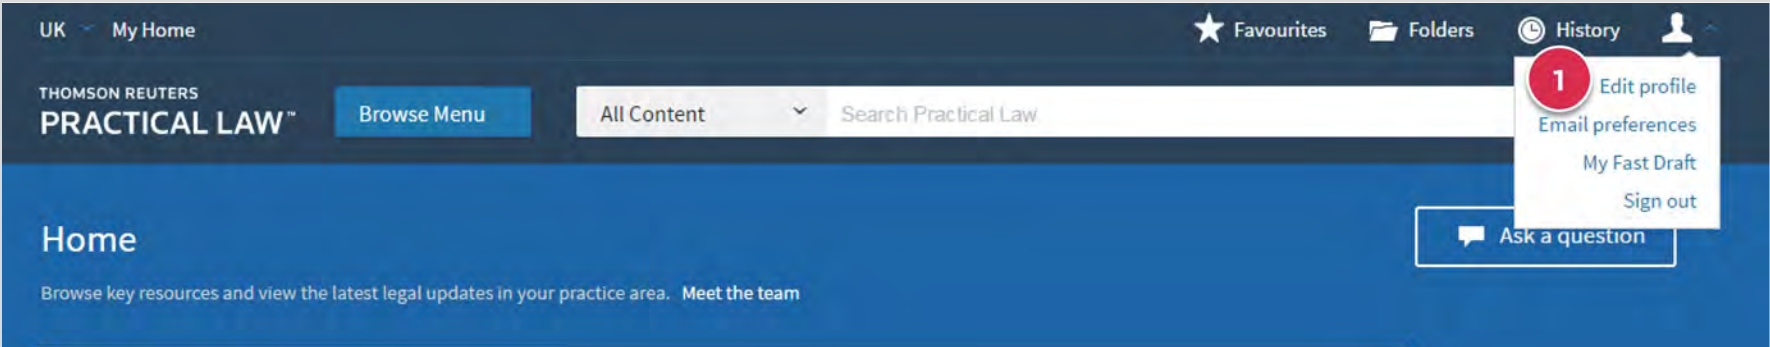 UK My Home Favourites Folders History
THOMSON REUTERS
PRACTICAL LAW™
Browse Menu
All Content
Search Practical Law
1
Edit profile
Email preferences
My Fast Draft
Sign out
Home
Ask a question
Browse key resources and view the latest legal updates in your practice area. Meet the team